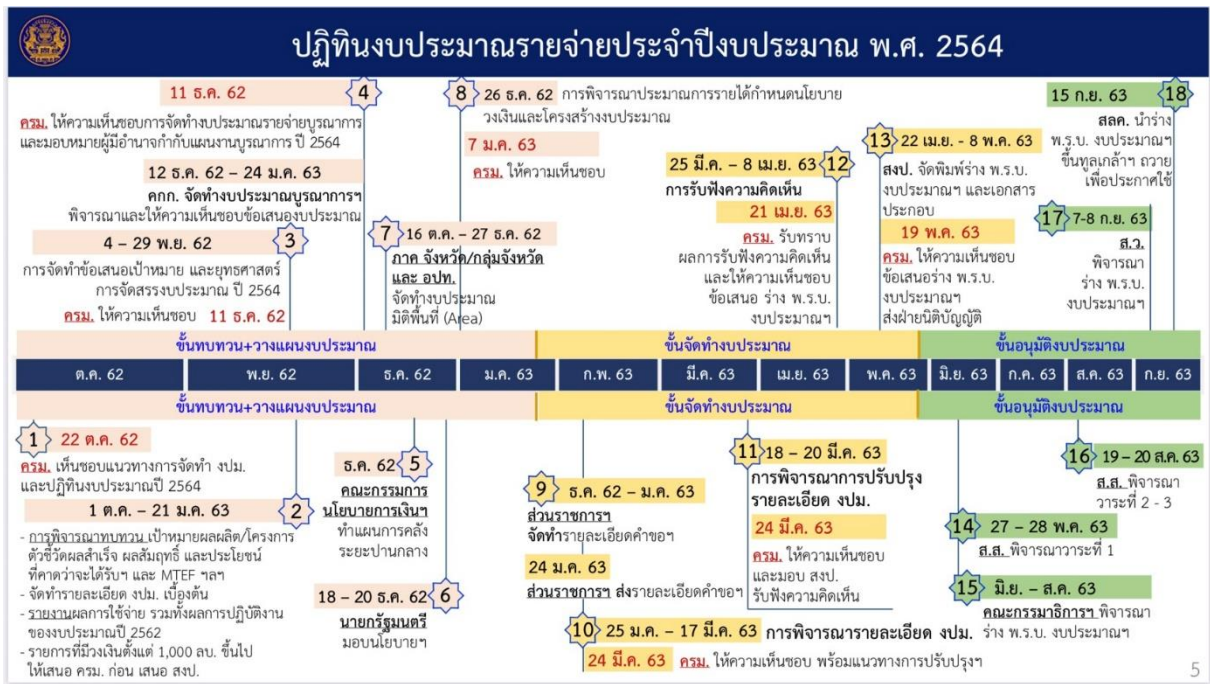 ปฏิทินงบประมาณรายจ่ายประจำปีงบประมาณ พ.ศ. 2564
11 ธ.ค. 62 4
ครม. ให้ความเห็นชอบการจัดทำงบประมาณรายจ่ายบูรณาการ
และมอบหมายผู้มีอำนาจกำกับแผนงานบูรณาการ ปี 2564
12 ธ.ค. 62 – 24 ม.ค. 63
คกก. จัดทำงบประมาณบูรณาการฯ
พิจารณาและให้ความเห็นชอบข้อเสนองบประมาณ
4 – 29 พ.ย. 62 3
การจัดทำข้อเสนอเป้าหมาย และยุทธศาสตร์
การจัดสรรงบประมาณ ปี 2564
ครม. ให้ความเห็นชอบ 11 ธ.ค. 62
8 26 ธ.ค. 62 การพิจารณาประมาณการรายได้กำหนดนโยบาย
วงเงินและโครงสร้างงบประมาณ
7 ม.ค. 63
ครม. ให้ความเห็นชอบ
7 16 ต.ค. – 27 ธ.ค. 62
ภาค จังหวัด/กลุ่มจังหวัด
และ อปท.
จัดทำงบประมาณ
มิติพื้นที่ (Area)
25 มี.ค. – 8 เม.ย. 63 12
การรับฟังความคิดเห็น
21 เม.ย. 63
ครม. รับทราบ
ผลการรับฟังความคิดเห็น
และให้ความเห็นชอบ
ข้อเสนอ ร่าง พ.ร.บ.
งบประมาณฯ
13 22 เม.ย. - 8 พ.ค. 63
สงป. จัดพิมพ์ร่าง พ.ร.บ.
งบประมาณฯ และเอกสาร
ประกอบ
19 พ.ค. 63
ครม. ให้ความเห็นชอบ
ข้อเสนอร่าง พ.ร.บ.
งบประมาณฯ
ส่งฝ่ายนิติบัญญัติ
15 ก.ย. 63 18
สลค. นำร่าง
พ.ร.บ. งบประมาณฯ
ขึ้นทูลเกล้าฯ ถวาย
เพื่อประกาศใช้
17 7-8 ก.ย. 63
ส.ว.
พิจารณา
ร่าง พ.ร.บ.
งบประมาณฯ
ขั้นทบทวน+วางแผนงบประมาณ ขั้นจัดทำงบประมาณ ขั้นอนุมัติงบประมาณ
ต.ค. 62 พ.ย. 62 ธ.ค. 62 ม.ค. 63 ก.พ. 63 มี.ค. 63 เม.ย. 63 พ.ค. 63 มิ.ย. 63 ก.ค. 63 ส.ค. 63 ก.ย. 63
ขั้นทบทวน+วางแผนงบประมาณ ขั้นจัดทำงบประมาณ ขั้นอนุมัติงบประมาณ
1 22 ต.ค. 62
ครม. เห็นชอบแนวทางการจัดทำ งปม.
และปฏิทินงบประมาณปี 2564
1 ต.ค. – 21 ม.ค. 63 2
- การพิจารณาทบทวน เป้าหมายผลผลิต/โครงการ
ตัวชี้วัดผลสำเร็จ ผลสัมฤทธิ์ และประโยชน์
ที่คาดว่าจะได้รับฯ และ MTEF ฯลฯ
- จัดทำรายละเอียด งปม. เบื้องต้น
- รายงานผลการใช้จ่าย รวมทั้งผลการปฏิบัติงาน
ของงบประมาณปี 2562
- รายการที่มีวงเงินตั้งแต่ 1,000 ลบ. ขึ้นไป
ให้เสนอ ครม. ก่อน เสนอ สงป.
ธ.ค. 62 5
คณะกรรมการ
นโยบายการเงินฯ
ทำแผนการคลัง
ระยะปานกลาง
18 – 20 ธ.ค. 62 6
นายกรัฐมนตรี
มอบนโยบายฯ
9 ธ.ค. 62 – ม.ค. 63
ส่วนราชการฯ
จัดทำรายละเอียดคำขอฯ
24 ม.ค. 63
ส่วนราชการฯ ส่งรายละเอียดคำขอฯ
10 25 ม.ค. – 17 มี.ค. 63 การพิจารณารายละเอียด งปม.
24 มี.ค. 63 ครม. ให้ความเห็นชอบ พร้อมแนวทางการปรับปรุงฯ
11 18 – 20 มี.ค. 63
การพิจารณาการปรับปรุง
รายละเอียด งปม.
24 มี.ค. 63
ครม. ให้ความเห็นชอบ
และมอบ สงป.
รับฟังความคิดเห็น
16 19 – 20 ส.ค. 63
ส.ส. พิจารณา
วาระที่ 2 - 3
14 27 – 28 พ.ค. 63
ส.ส. พิจารณาวาระที่ 1
15 มิ.ย. – ส.ค. 63
คณะกรรมาธิการฯ พิจารณา
ร่าง พ.ร.บ. งบประมาณฯ
5